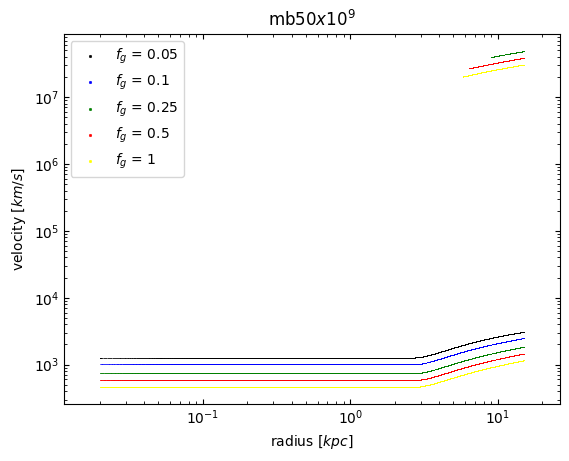 mb50x10⁹
f_g = 0.05
f_g = 0.1
f_g = 0.25
f_g = 0.5
f_g = 1
velocity [km/s]
10⁷
10⁶
10⁵
10⁴
10³
10⁻¹ 10⁰ 10¹
radius [kpc]